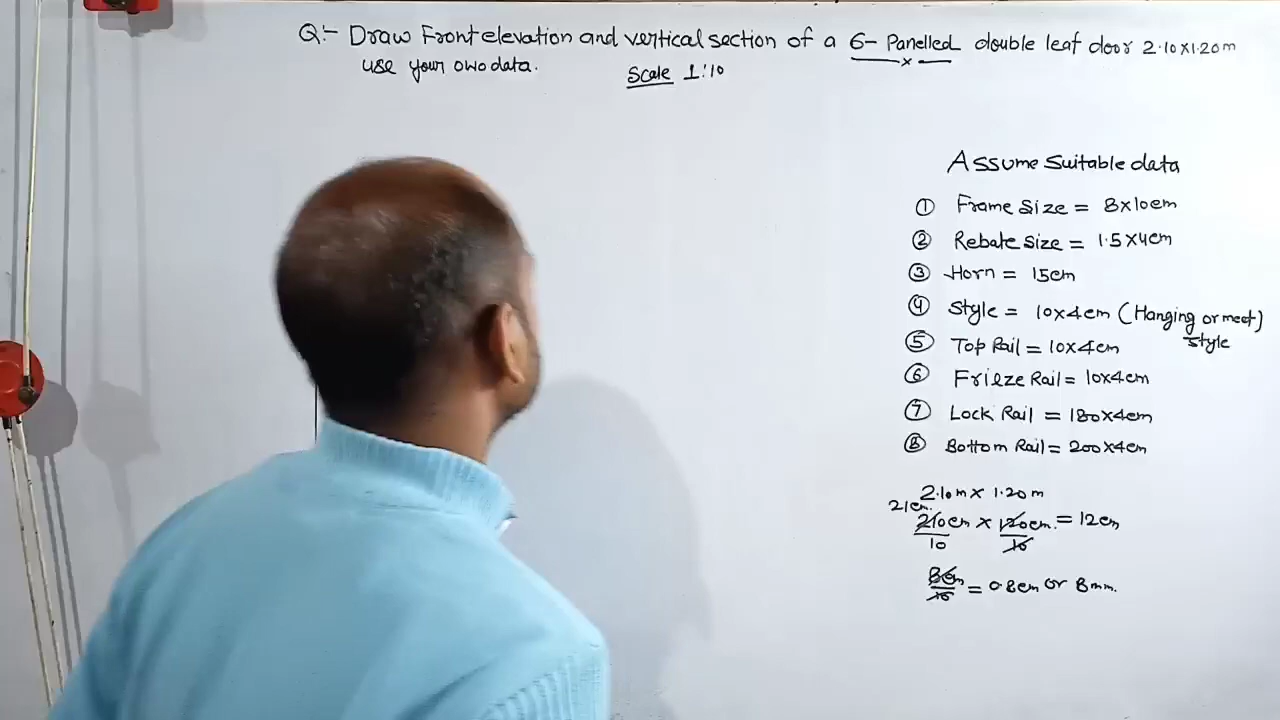 Q:- Draw Front elevation and vertical section of a 6- Panelled double leaf door 2.10x1.20m
use your own data. Scale 1:10
Assume suitable data
① Frame size = 8x10cm
② Rebate size = 1.5x4cm
③ Horn = 15cm
④ Style = 10x4cm (Hanging or meet)
style
⑤ Top Rail = 10x4cm
⑥ Frieze Rail = 10x4cm
⑦ Lock Rail = 180x4cm
⑧ Bottom Rail = 200x4cm
2.10m x 1.20m
21cm.
210cm x 120cm. = 12cm
10 10
8cm = 0.8cm or 8mm.
10